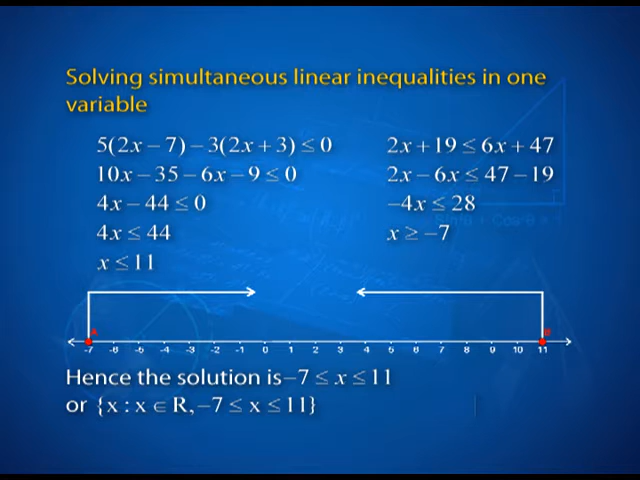 Solving simultaneous linear inequalities in one
variable
5(2x – 7) – 3(2x + 3) ≤ 0
10x – 35 – 6x – 9 ≤ 0
4x – 44 ≤ 0
4x ≤ 44
x ≤ 11
2x + 19 ≤ 6x + 47
2x – 6x ≤ 47 – 19
–4x ≤ 28
x ≥ –7
A B
-7 -6 -5 -4 -3 -2 -1 0 1 2 3 4 5 6 7 8 9 10 11
Hence the solution is –7 ≤ x ≤ 11
or {x : x ∈ R, –7 ≤ x ≤ 11}